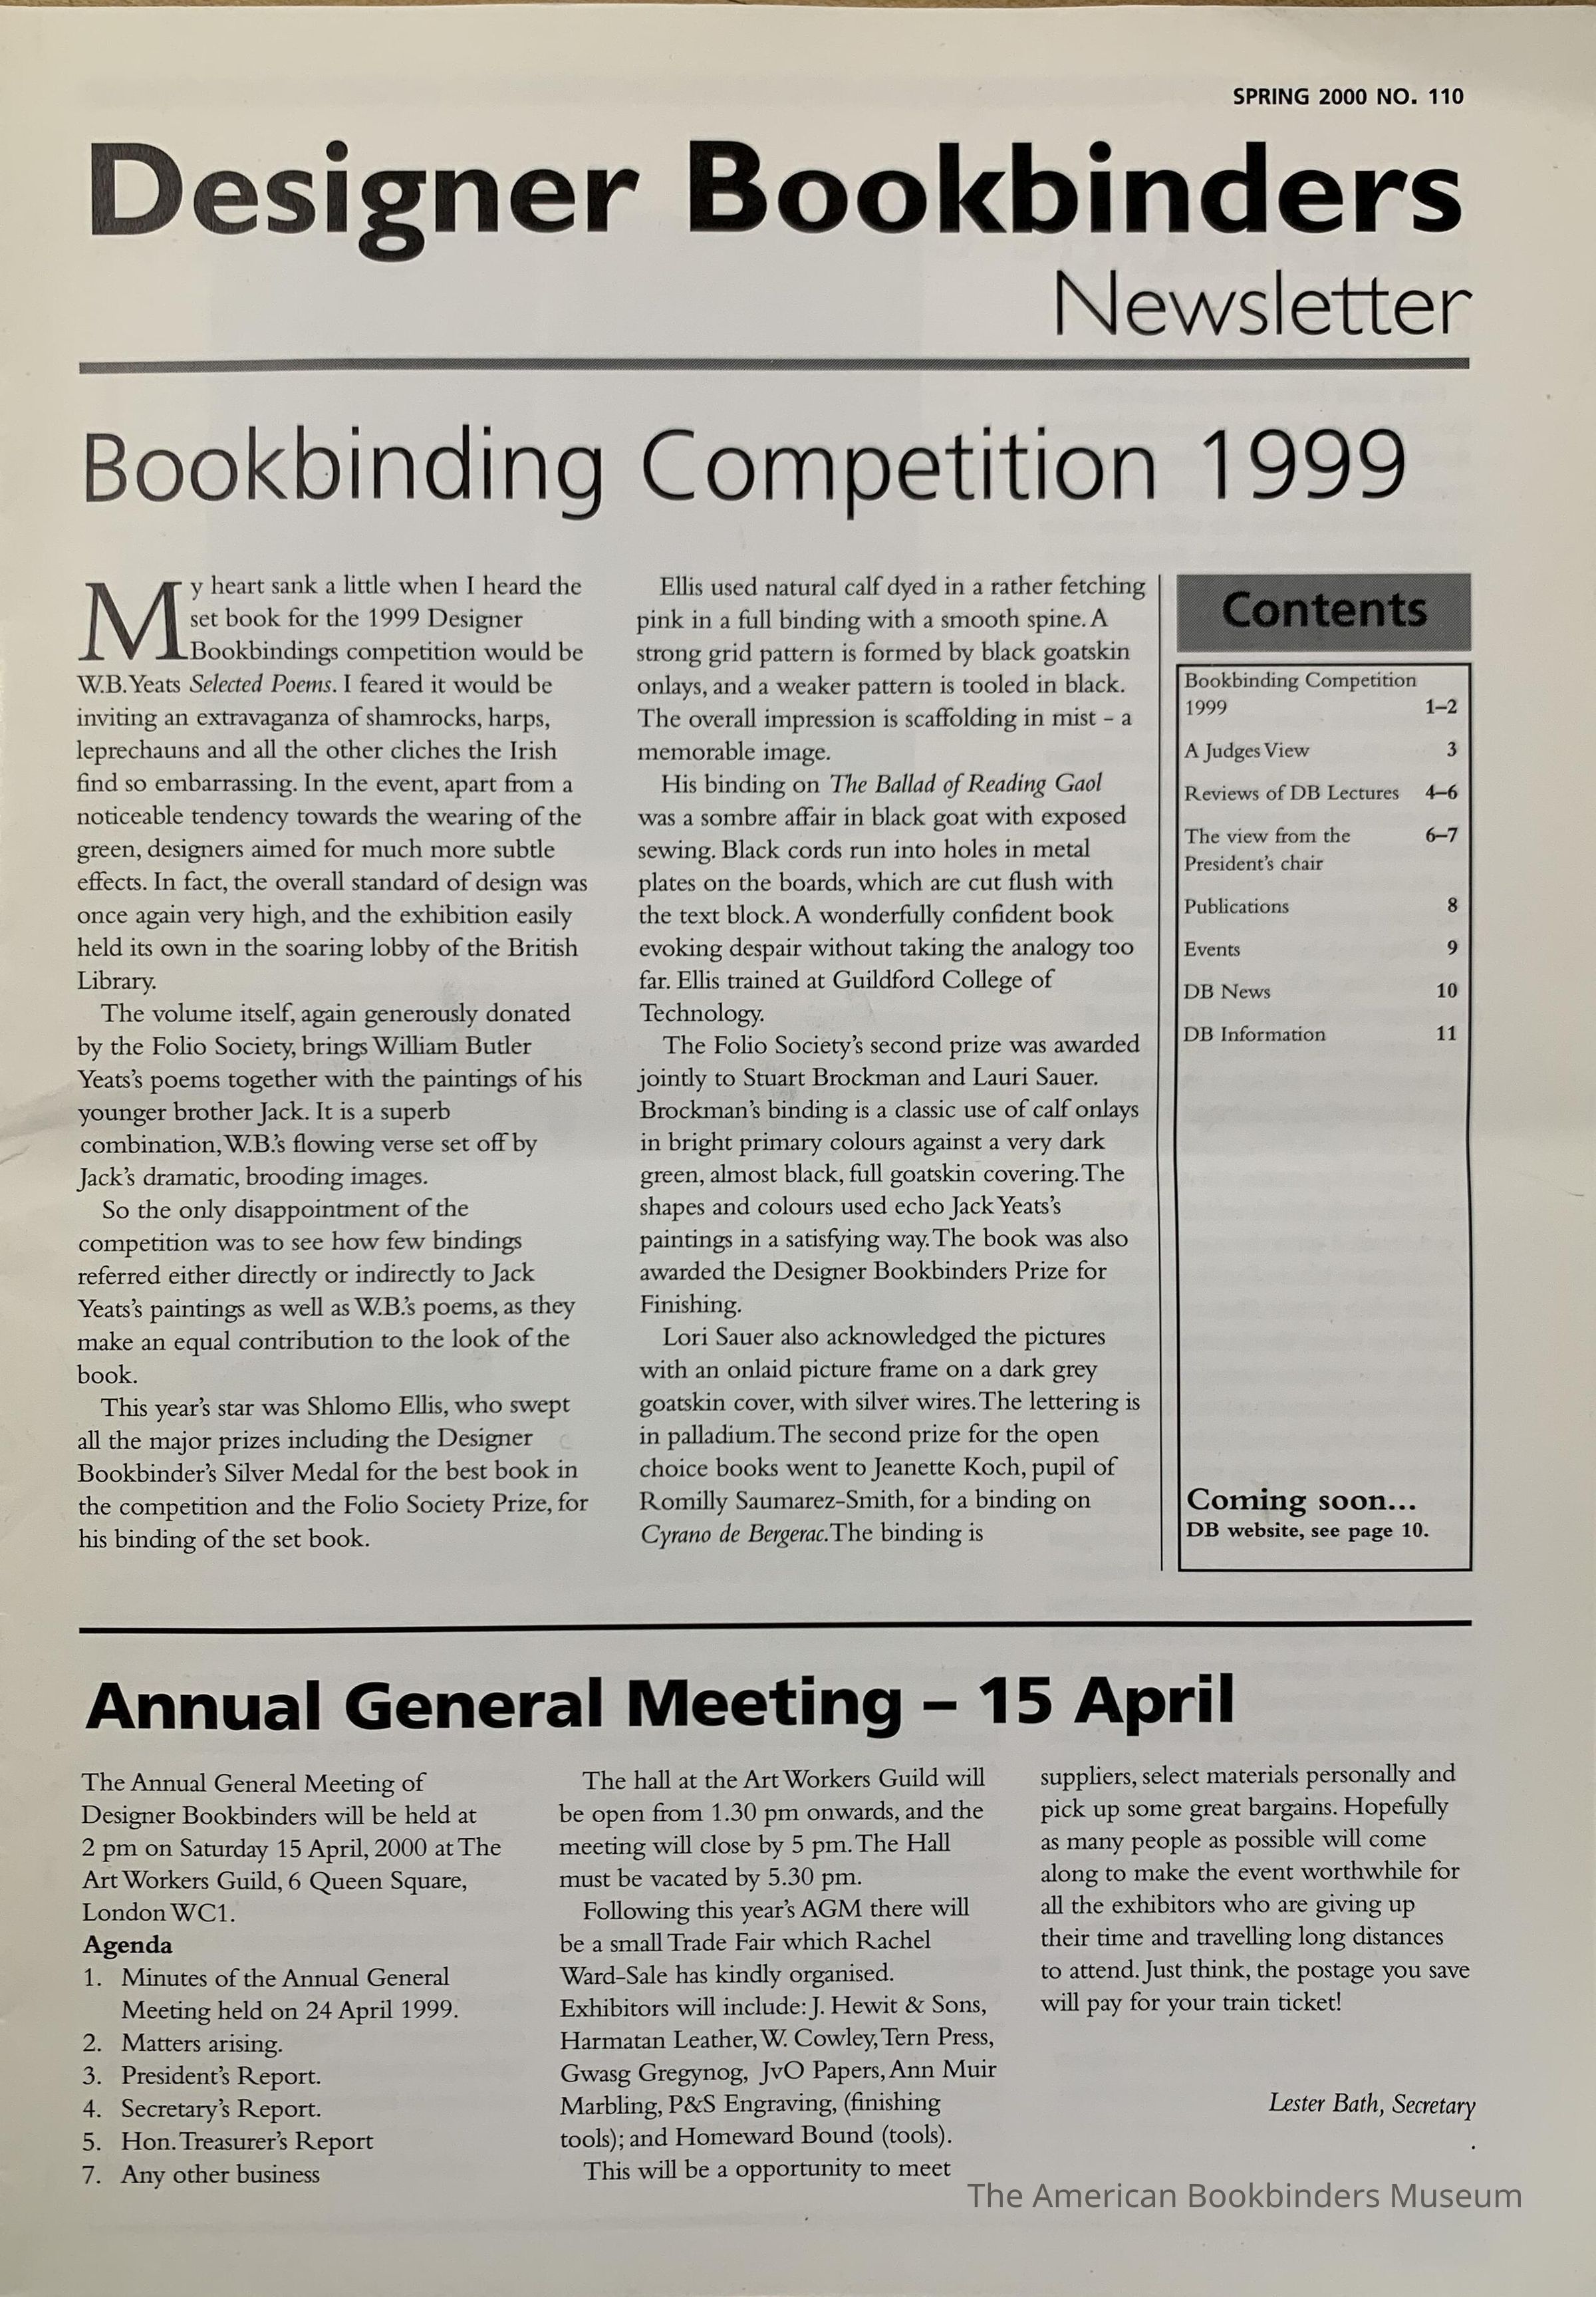 SPRING 2000 NO. 110
Designer Bookbinders
Newsletter
Bookbinding Competition 1999
My heart sank a little when I heard the
set book for the 1999 Designer
Bookbindings competition would be
W.B. Yeats Selected Poems. I feared it would be
inviting an extravaganza of shamrocks, harps,
leprechauns and all the other cliches the Irish
find so embarrassing. In the event, apart from a
noticeable tendency towards the wearing of the
green, designers aimed for much more subtle
effects. In fact, the overall standard of design was
once again very high, and the exhibition easily
held its own in the soaring lobby of the British
Library.
The volume itself, again generously donated
by the Folio Society, brings William Butler
Yeats's poems together with the paintings of his
younger brother Jack. It is a superb
combination, W.B.'s flowing verse set off by
Jack's dramatic, brooding images.
So the only disappointment of the
competition was to see how few bindings
referred either directly or indirectly to Jack
Yeats's paintings as well as W.B.'s poems, as they
make an equal contribution to the look of the
book.
This year's star was Shlomo Ellis, who swept
all the major prizes including the Designer
Bookbinder's Silver Medal for the best book in
the competition and the Folio Society Prize, for
his binding of the set book.
Ellis used natural calf dyed in a rather fetching
pink in a full binding with a smooth spine. A
strong grid pattern is formed by black goatskin
onlays, and a weaker pattern is tooled in black.
The overall impression is scaffolding in mist – a
memorable image.
His binding on The Ballad of Reading Gaol
was a sombre affair in black goat with exposed
sewing. Black cords run into holes in metal
plates on the boards, which are cut flush with
the text block. A wonderfully confident book
evoking despair without taking the analogy too
far. Ellis trained at Guildford College of
Technology.
The Folio Society's second prize was awarded
jointly to Stuart Brockman and Lauri Sauer.
Brockman's binding is a classic use of calf onlays
in bright primary colours against a very dark
green, almost black, full goatskin covering. The
shapes and colours used echo Jack Yeats's
paintings in a satisfying way. The book was also
awarded the Designer Bookbinders Prize for
Finishing.
Lori Sauer also acknowledged the pictures
with an onlaid picture frame on a dark grey
goatskin cover, with silver wires. The lettering is
in palladium. The second prize for the open
choice books went to Jeanette Koch, pupil of
Romilly Saumarez-Smith, for a binding on
Cyrano de Bergerac. The binding is
Contents
Bookbinding Competition
1999 1–2
A Judges View 3
Reviews of DB Lectures 4–6
The view from the 6–7
President's chair
Publications 8
Events 9
DB News 10
DB Information 11
Coming soon...
DB website, see page 10.
Annual General Meeting – 15 April
The Annual General Meeting of
Designer Bookbinders will be held at
2 pm on Saturday 15 April, 2000 at The
Art Workers Guild, 6 Queen Square,
London WC1.
Agenda
1. Minutes of the Annual General
Meeting held on 24 April 1999.
2. Matters arising.
3. President's Report.
4. Secretary's Report.
5. Hon. Treasurer's Report
7. Any other business
The hall at the Art Workers Guild will
be open from 1.30 pm onwards, and the
meeting will close by 5 pm. The Hall
must be vacated by 5.30 pm.
Following this year's AGM there will
be a small Trade Fair which Rachel
Ward-Sale has kindly organised.
Exhibitors will include: J. Hewit & Sons,
Harmatan Leather, W. Cowley, Tern Press,
Gwasg Gregynog, JvO Papers, Ann Muir
Marbling, P&S Engraving, (finishing
tools); and Homeward Bound (tools).
This will be a opportunity to meet
suppliers, select materials personally and
pick up some great bargains. Hopefully
as many people as possible will come
along to make the event worthwhile for
all the exhibitors who are giving up
their time and travelling long distances
to attend. Just think, the postage you save
will pay for your train ticket!
Lester Bath, Secretary
The American Bookbinders Museum